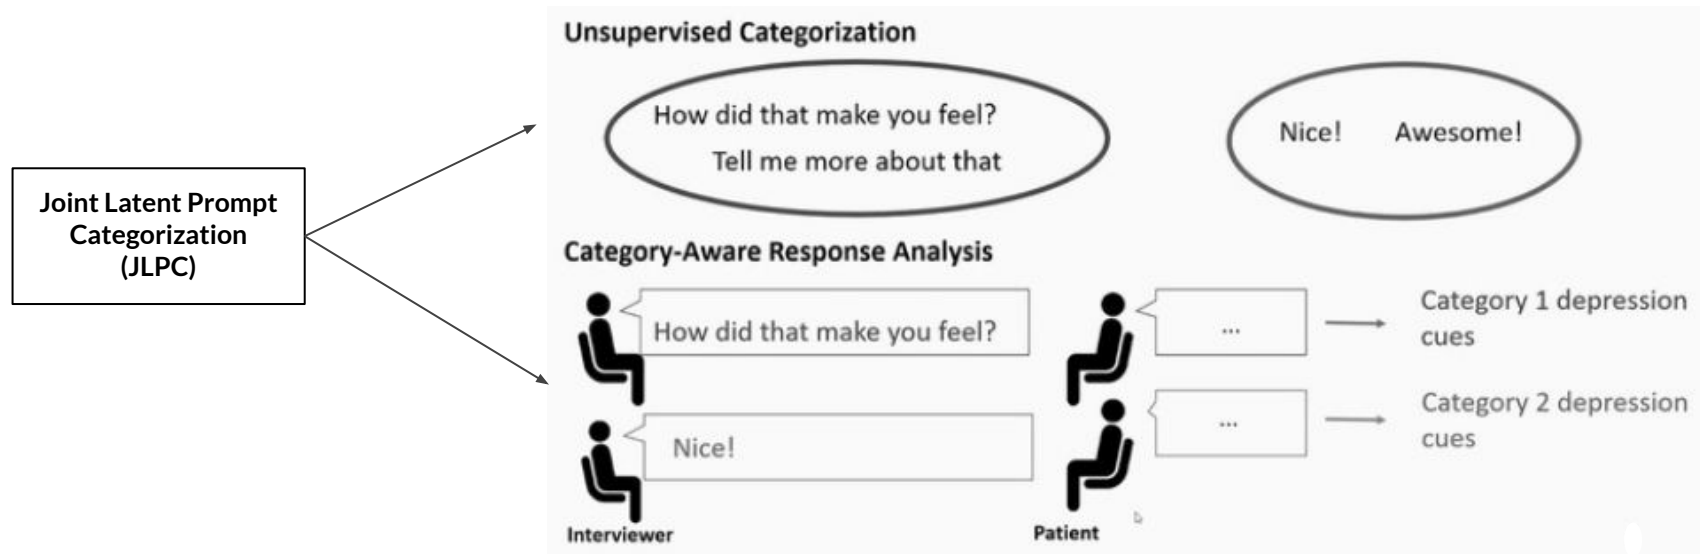 Joint Latent Prompt
Categorization
(JLPC)
Unsupervised Categorization
How did that make you feel?
Tell me more about that
Nice! Awesome!
Category-Aware Response Analysis
How did that make you feel?
...
Category 1 depression
cues
Nice!
...
Category 2 depression
cues
Interviewer
Patient